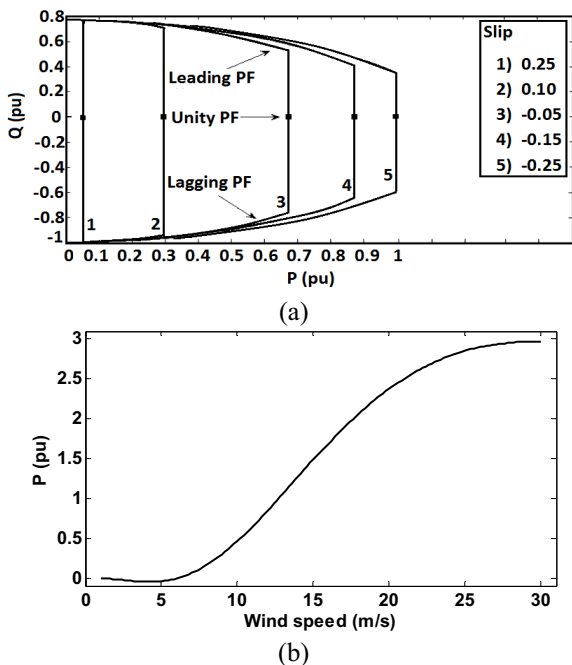 0.8
0.6
0.4
0.2
0
-0.2
-0.4
-0.6
-0.8
-1
Q (pu)
Leading PF
Unity PF
Lagging PF
1
2
3
4
5
Slip
1) 0.25
2) 0.10
3) -0.05
4) -0.15
5) -0.25
0 0.1 0.2 0.3 0.4 0.5 0.6 0.7 0.8 0.9 1
P (pu)
(a)
3
2.5
2
1.5
1
0.5
0
P (pu)
0 5 10 15 20 25 30
Wind speed (m/s)
(b)